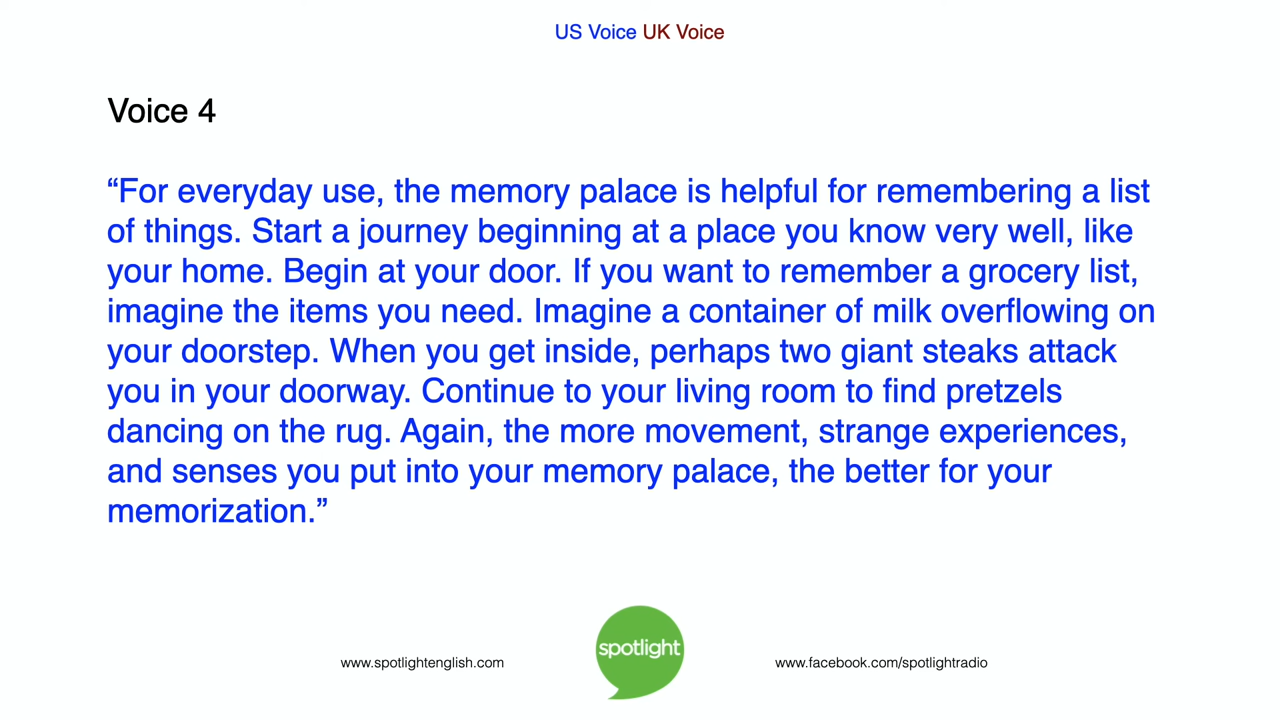 US Voice UK Voice
Voice 4
“For everyday use, the memory palace is helpful for remembering a list
of things. Start a journey beginning at a place you know very well, like
your home. Begin at your door. If you want to remember a grocery list,
imagine the items you need. Imagine a container of milk overflowing on
your doorstep. When you get inside, perhaps two giant steaks attack
you in your doorway. Continue to your living room to find pretzels
dancing on the rug. Again, the more movement, strange experiences,
and senses you put into your memory palace, the better for your
memorization.”
www.spotlightenglish.com
spotlight
www.facebook.com/spotlightradio